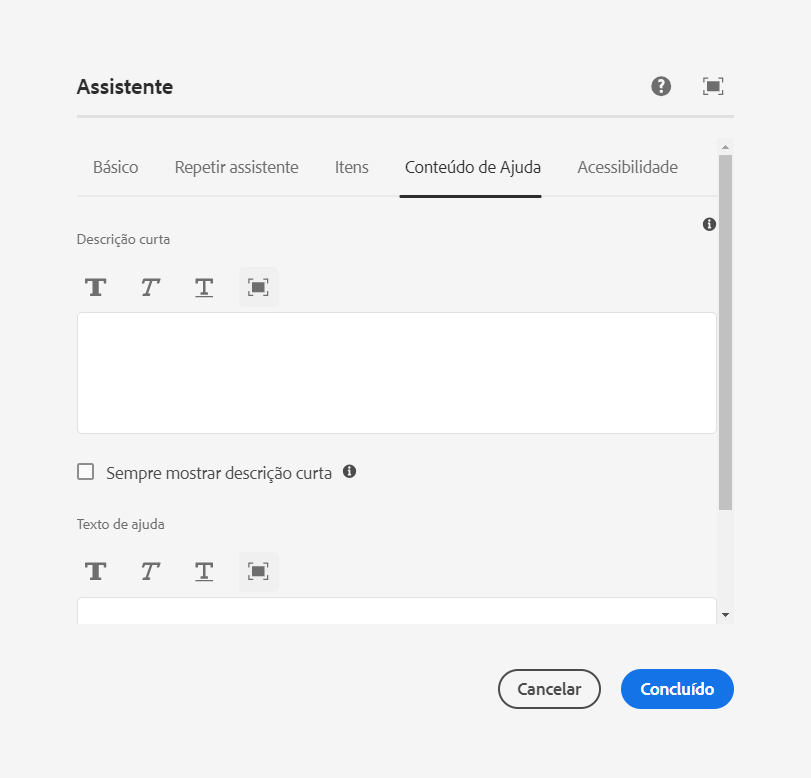 Assistente
Básico Repetir assistente Itens Conteúdo de Ajuda Acessibilidade
Descrição curta
Sempre mostrar descrição curta
Texto de ajuda
Cancelar Concluído